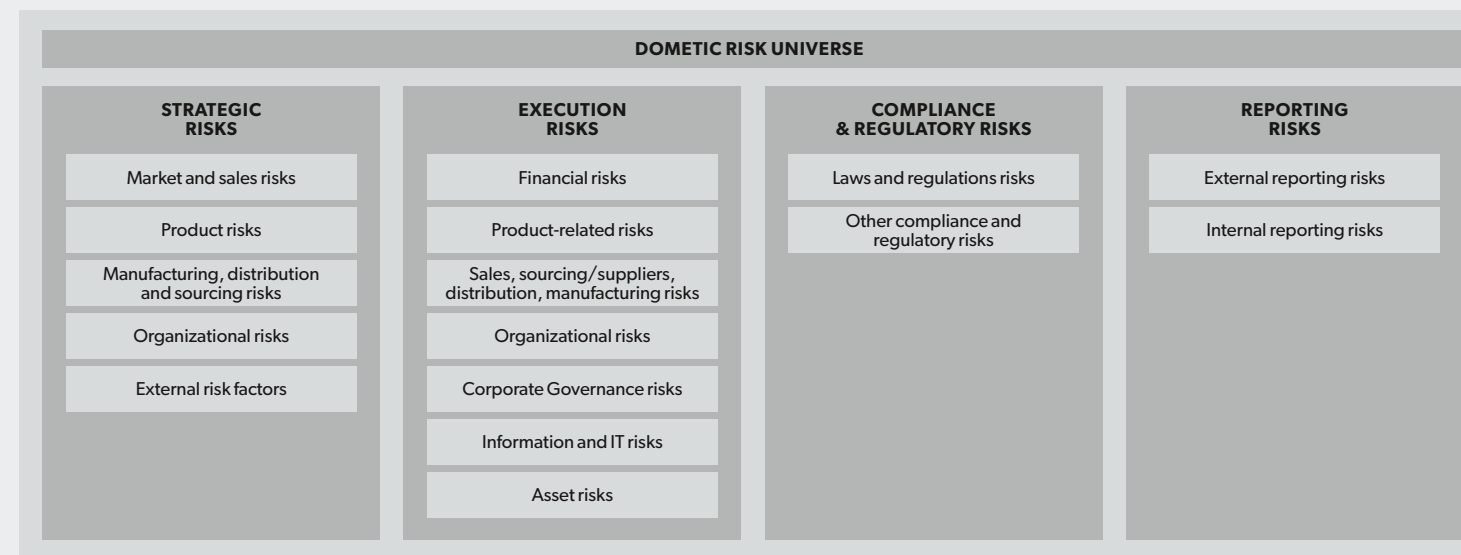 DOMETIC RISK UNIVERSE
STRATEGIC
RISKS
Market and sales risks
Product risks
Manufacturing, distribution
and sourcing risks
Organizational risks
External risk factors
EXECUTION
RISKS
Financial risks
Product-related risks
Sales, sourcing/suppliers,
distribution, manufacturing risks
Organizational risks
Corporate Governance risks
Information and IT risks
Asset risks
COMPLIANCE
& REGULATORY RISKS
Laws and regulations risks
Other compliance and
regulatory risks
REPORTING
RISKS
External reporting risks
Internal reporting risks